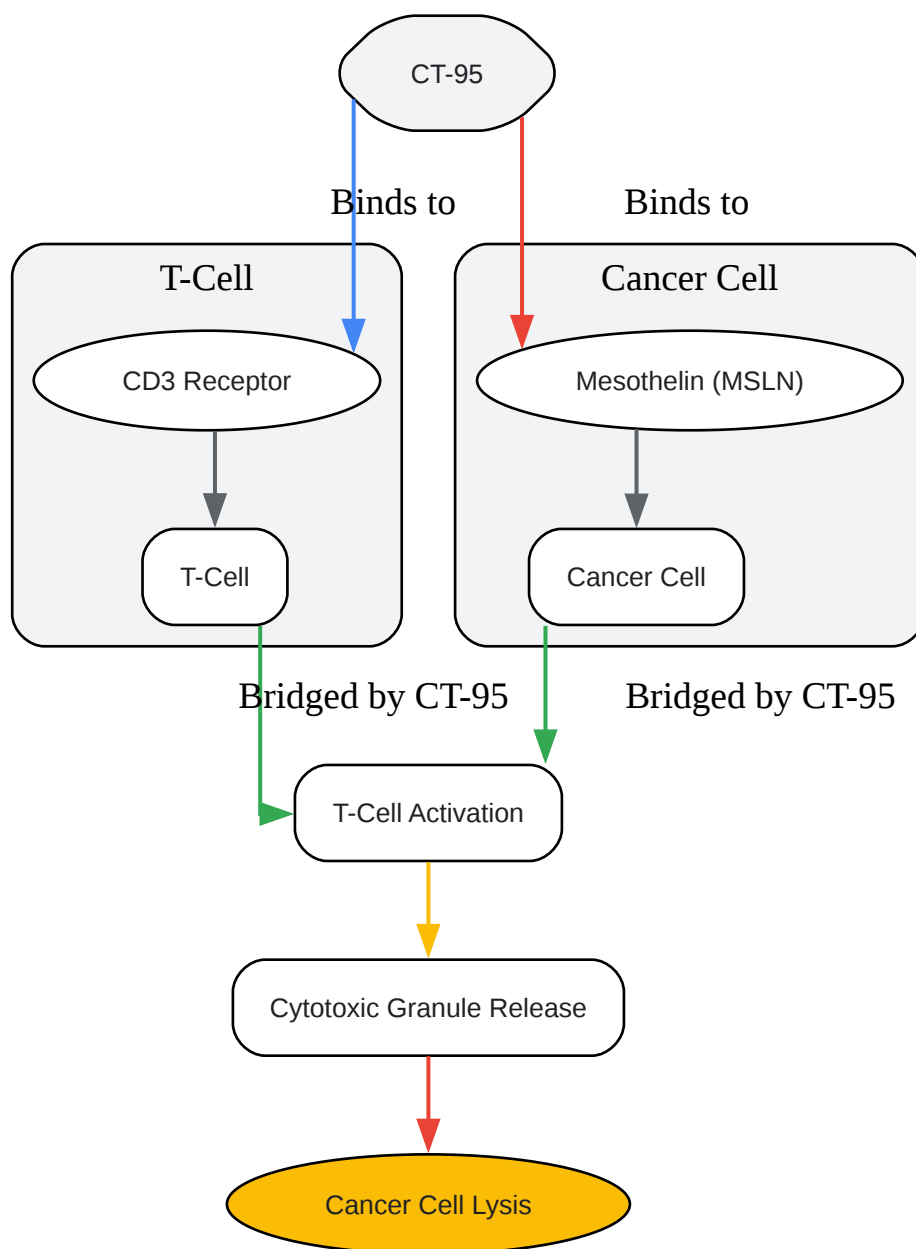 CT-95
Binds to
Binds to
T-Cell
Cancer Cell
CD3 Receptor
Mesothelin (MSLN)
T-Cell
Cancer Cell
Bridged by CT-95
Bridged by CT-95
T-Cell Activation
Cytotoxic Granule Release
Cancer Cell Lysis